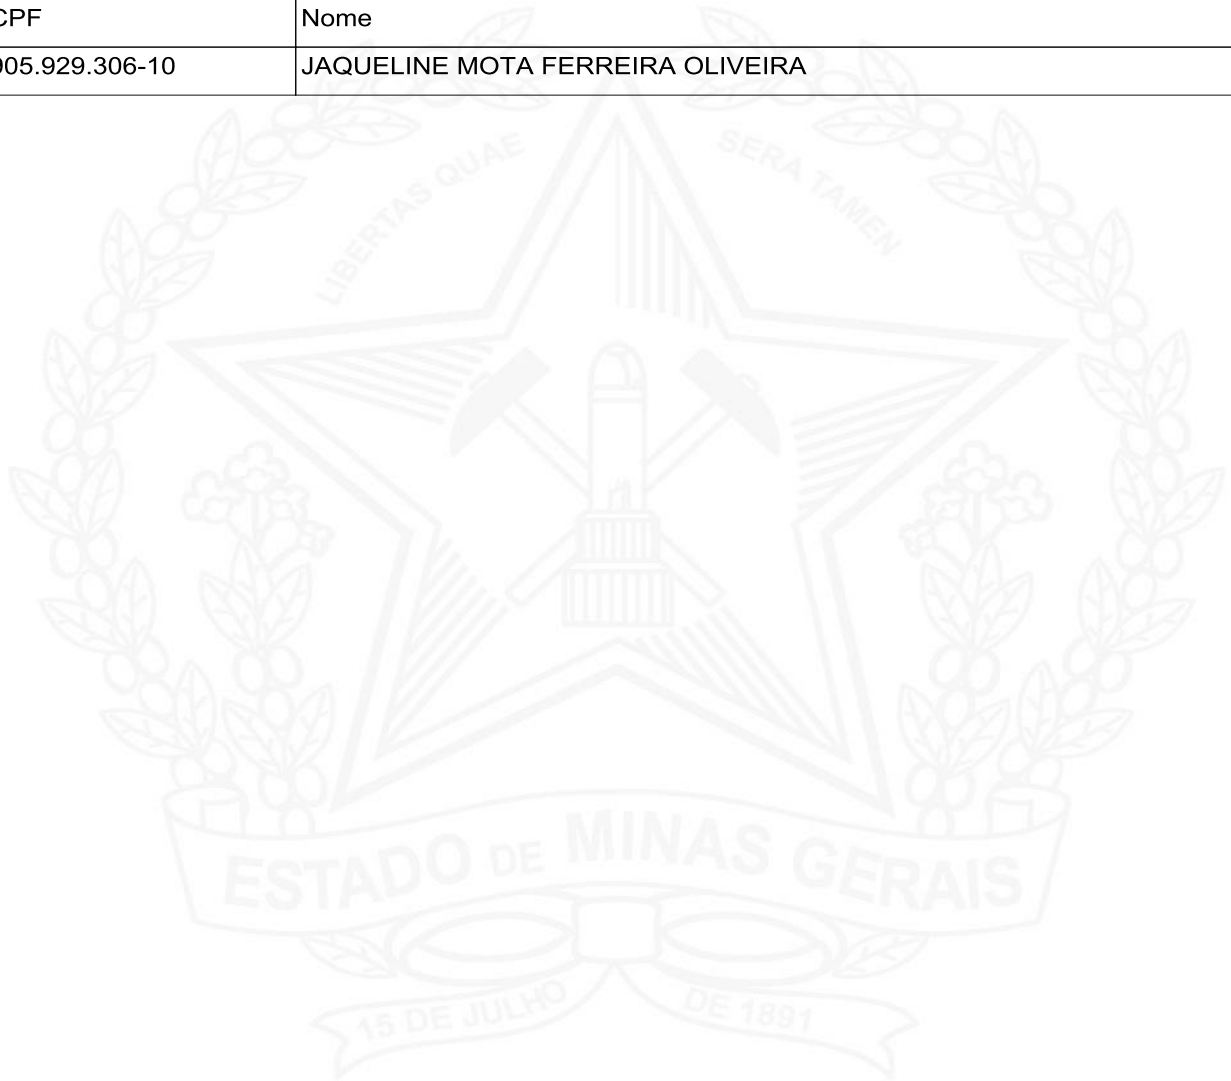 CPF Nome
905.929.306-10 JAQUELINE MOTA FERREIRA OLIVEIRA
LIBERTAS QUAE SERA TAMEN
ESTADO DE MINAS GERAIS
15 DE JULHO DE 1891